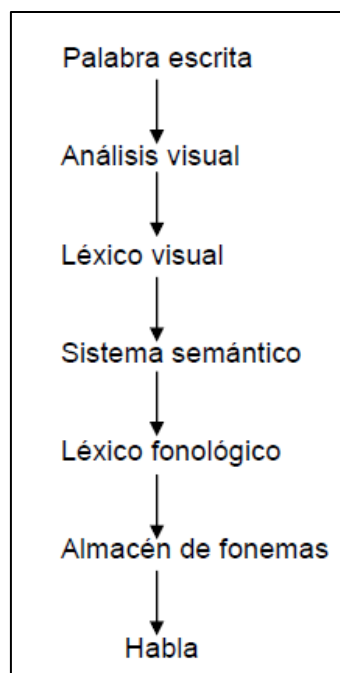 Palabra escrita
Análisis visual
Léxico visual
Sistema semántico
Léxico fonológico
Almacén de fonemas
Habla